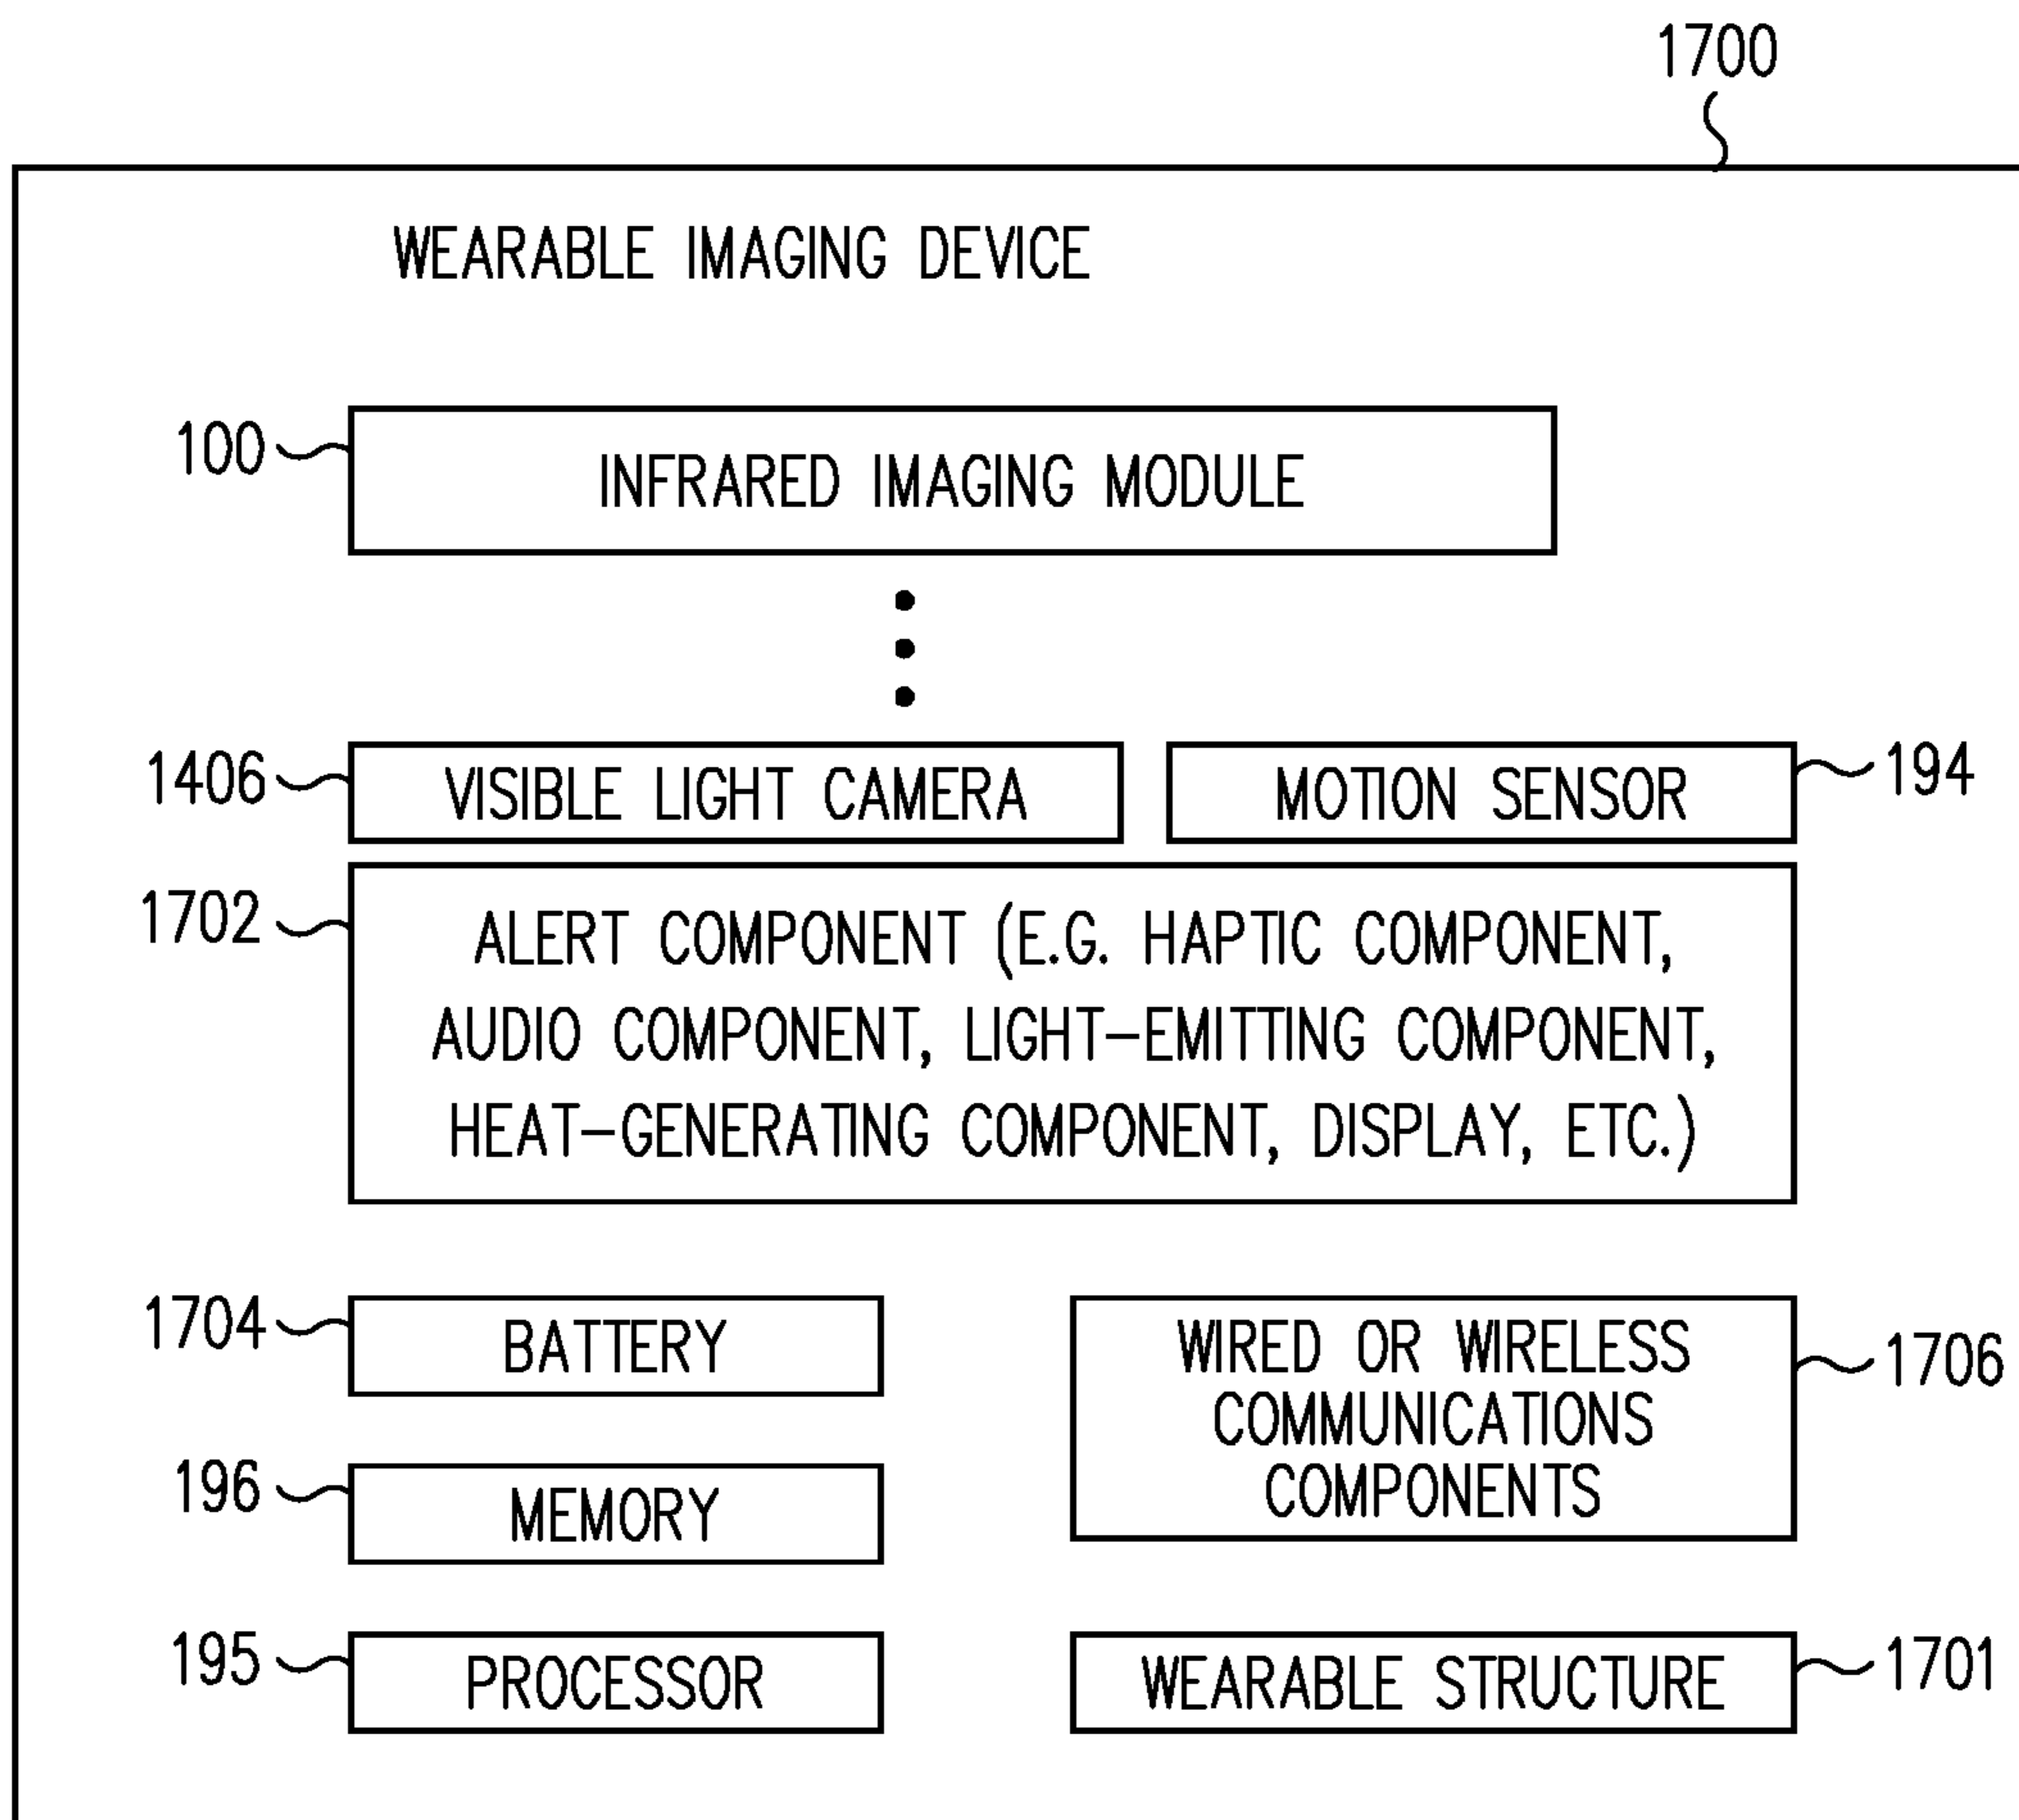 1700
WEARABLE IMAGING DEVICE
100
INFRARED IMAGING MODULE
1406
VISIBLE LIGHT CAMERA
MOTION SENSOR
194
1702
ALERT COMPONENT (E.G. HAPTIC COMPONENT,
AUDIO COMPONENT, LIGHT-EMITTING COMPONENT,
HEAT-GENERATING COMPONENT, DISPLAY, ETC.)
1704
BATTERY
WIRED OR WIRELESS
COMMUNICATIONS
COMPONENTS
1706
196
MEMORY
195
PROCESSOR
WEARABLE STRUCTURE
1701